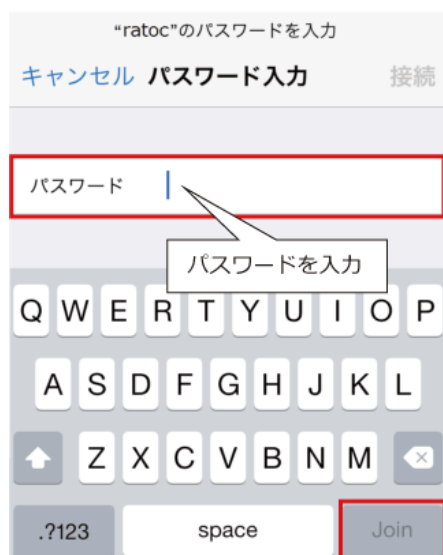 “ratoc”のパスワードを入力
キャンセル パスワード入力 接続
パスワード
パスワードを入力
Q W E R T Y U I O P
A S D F G H J K L
Z X C V B N M
.?123 space Join